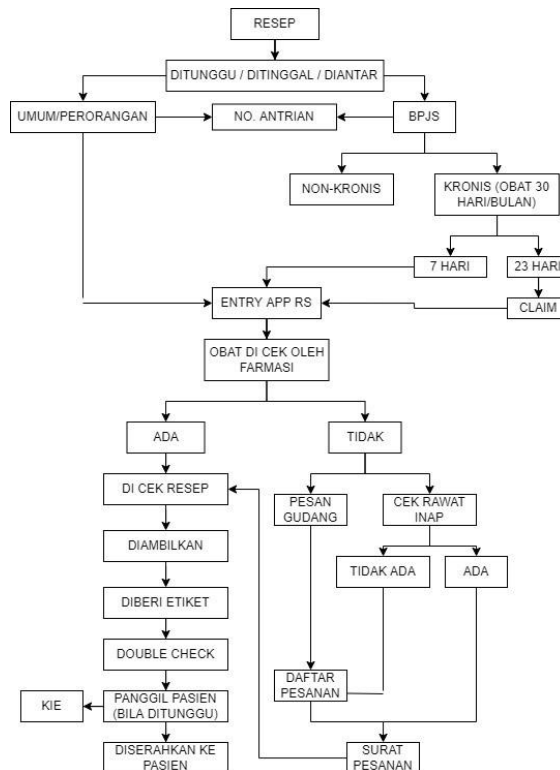 RESEP
DITUNGGU / DITINGGAL / DIANTAR
UMUM/PERORANGAN
NO. ANTRIAN
BPJS
NON-KRONIS
KRONIS (OBAT 30
HARI/BULAN)
7 HARI
23 HARI
ENTRY APP RS
CLAIM
OBAT DI CEK OLEH
FARMASI
ADA
TIDAK
DI CEK RESEP
PESAN
GUDANG
CEK RAWAT
INAP
DIAMBILKAN
TIDAK ADA
ADA
DIBERI ETIKET
DOUBLE CHECK
DAFTAR
PESANAN
KIE
PANGGIL PASIEN
(BILA DITUNGGU)
DISERAHKAN KE
PASIEN
SURAT
PESANAN